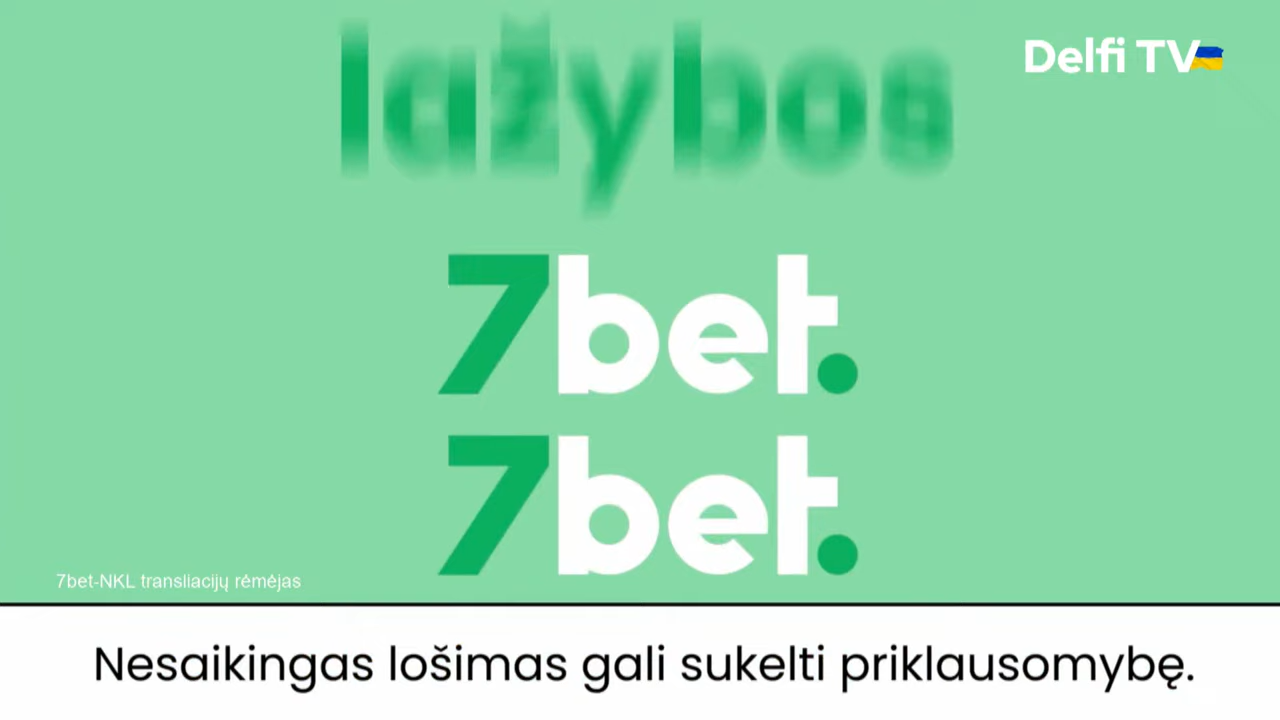 lažybos
Delfi TV
7bet.
7bet.
7bet-NKL transliacijų rėmėjas
Nesaikingas lošimas gali sukelti priklausomybę.